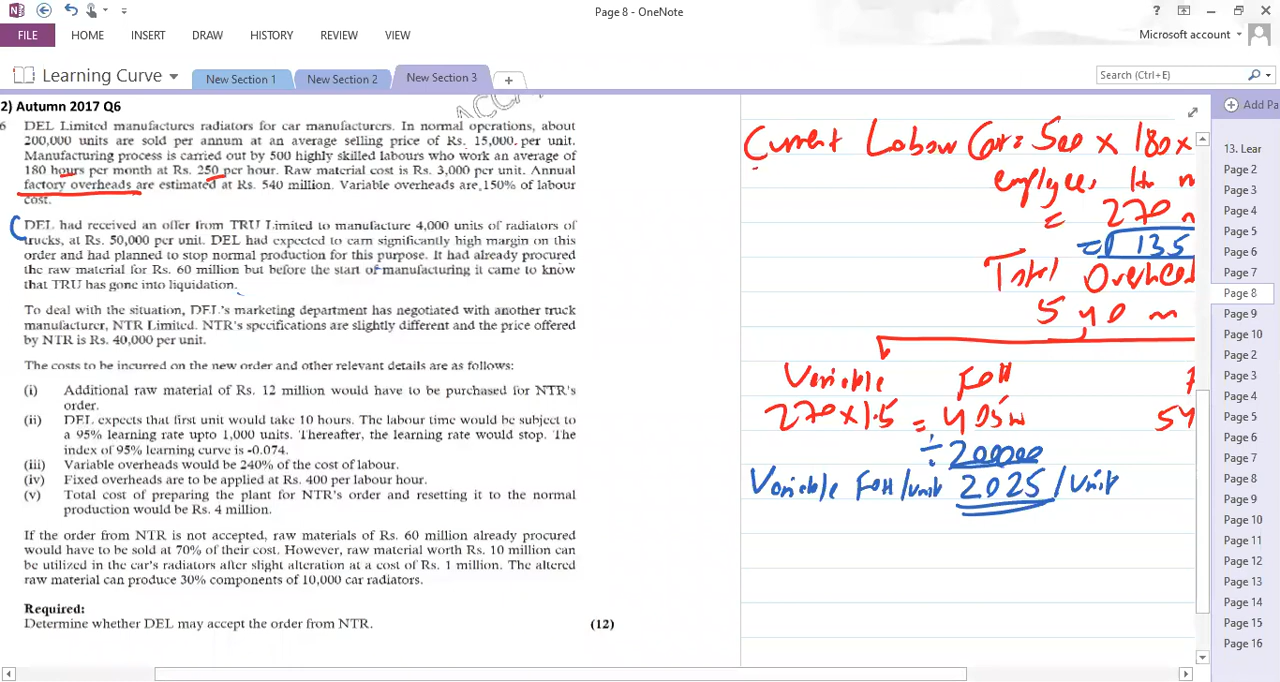 Page 8 - OneNote
?
FILE HOME INSERT DRAW HISTORY REVIEW VIEW
Microsoft account
Learning Curve
New Section 1
New Section 2
New Section 3
+
Search (Ctrl+E)
2) Autumn 2017 Q6
6 DEL Limited manufactures radiators for car manufacturers. In normal operations, about
200,000 units are sold per annum at an average selling price of Rs. 15,000 per unit.
Manufacturing process is carried out by 500 highly skilled labours who work an average of
180 hours per month at Rs. 250 per hour. Raw material cost is Rs. 3,000 per unit. Annual
factory overheads are estimated at Rs. 540 million. Variable overheads are 150% of labour
cost.
DEL had received an offer from TRU Limited to manufacture 4,000 units of radiators of
trucks, at Rs. 50,000 per unit. DEL had expected to earn significantly high margin on this
order and had planned to stop normal production for this purpose. It had already procured
the raw material for Rs. 60 million but before the start of manufacturing it came to know
that TRU has gone into liquidation.
To deal with the situation, DEL's marketing department has negotiated with another truck
manufacturer, NTR Limited. NTR's specifications are slightly different and the price offered
by NTR is Rs. 40,000 per unit.
The costs to be incurred on the new order and other relevant details are as follows:
(i) Additional raw material of Rs. 12 million would have to be purchased for NTR's
order.
(ii) DEL expects that first unit would take 10 hours. The labour time would be subject to
a 95% learning rate upto 1,000 units. Thereafter, the learning rate would stop. The
index of 95% learning curve is -0.074.
(iii) Variable overheads would be 240% of the cost of labour.
(iv) Fixed overheads are to be applied at Rs. 400 per labour hour.
(v) Total cost of preparing the plant for NTR's order and resetting it to the normal
production would be Rs. 4 million.
If the order from NTR is not accepted, raw materials of Rs. 60 million already procured
would have to be sold at 70% of their cost. However, raw material worth Rs. 10 million can
be utilized in the car's radiators after slight alteration at a cost of Rs. 1 million. The altered
raw material can produce 30% components of 10,000 car radiators.
Required:
Determine whether DEL may accept the order from NTR. (12)
Current Labour Cost = 500 × 180 ×
employees Hr
= 270 m
= 135
Total Overhead
540 m
Variable FOH
270 × 1.5 = 405m 54
÷ 200000
Variable FOH/unit 2025 / Unit
Add Pa
13. Lear
Page 2
Page 3
Page 4
Page 5
Page 6
Page 7
Page 8
Page 9
Page 10
Page 2
Page 3
Page 4
Page 5
Page 6
Page 7
Page 8
Page 9
Page 10
Page 11
Page 12
Page 13
Page 14
Page 15
Page 16